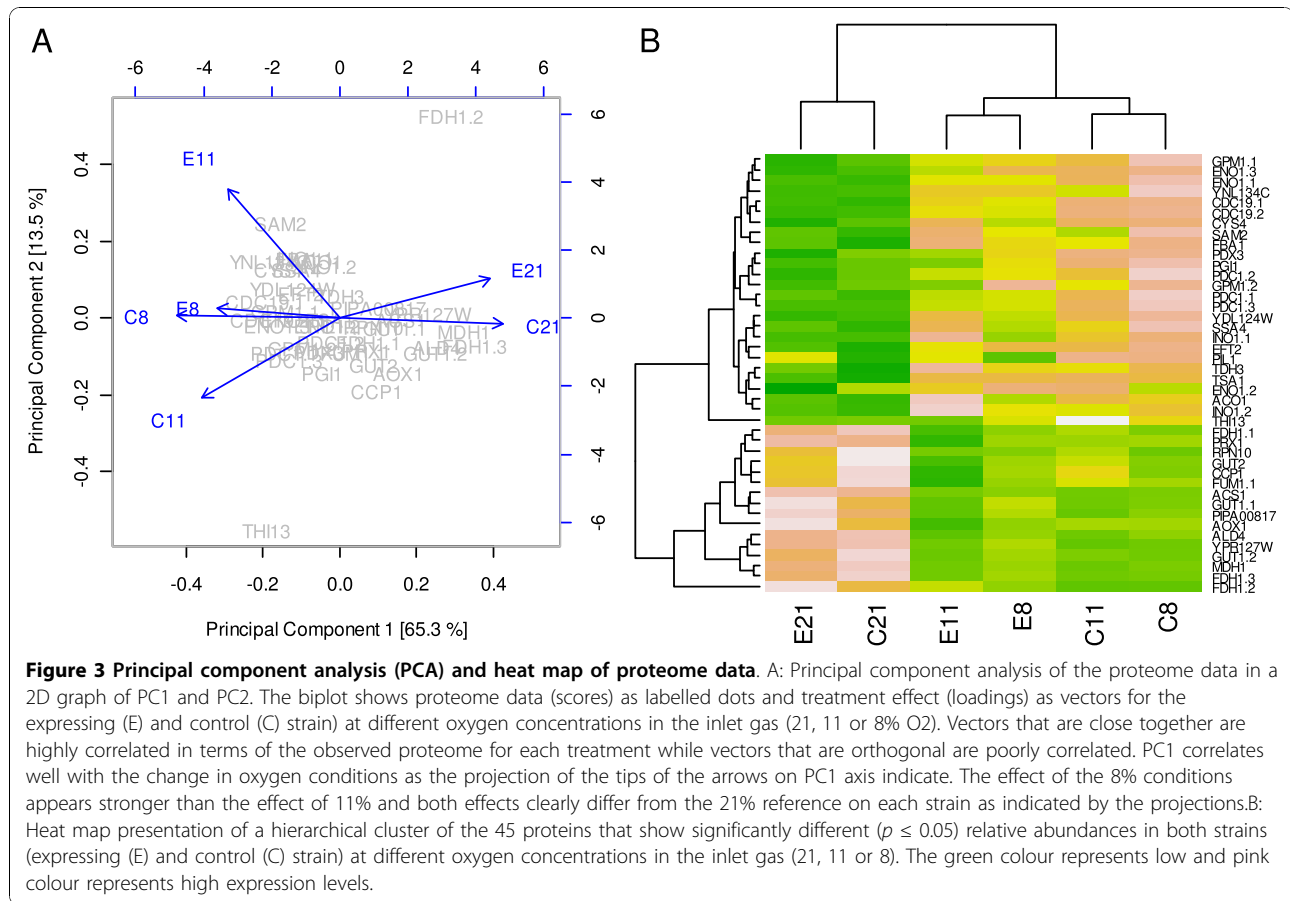 A
B
-6 -4 -2 0 2 4 6
6
4
2
0
-2
-4
-6
0.4
0.2
0.0
-0.2
-0.4
-0.4 -0.2 0.0 0.2 0.4
Principal Component 2 [13.5 %]
Principal Component 1 [65.3 %]
FDH1.2
E11
SAM2
E21
E8
C8
C21
PIPA00817
MDH1
FDH1.3
GUT1.2
GUT2
PGI1
AOX1
CCP1
C11
THI13
GPM1.1
ENO1.3
ENO1.1
YNL134C
CDC19.1
CDC19.2
CYS4
SAM2
FBA1
PDX3
PGI1
PDC1.2
GPM1.2
PDC1.1
PDC1.3
YDL124W
SSA4
INO1.1
EFT2
PIL1
TDH3
TSA1
ENO1.2
ACO1
INO1.2
THI13
FDH1.1
PRX1
RPN10
GUT2
CCP1
FUM1.1
ACS1
GUT1.1
PIPA00817
AOX1
ALD4
YPR127W
GUT1.2
MDH1
FDH1.3
FDH1.2
E21 C21 E11 E8 C11 C8
Figure 3 Principal component analysis (PCA) and heat map of proteome data. A: Principal component analysis of the proteome data in a
2D graph of PC1 and PC2. The biplot shows proteome data (scores) as labelled dots and treatment effect (loadings) as vectors for the
expressing (E) and control (C) strain) at different oxygen concentrations in the inlet gas (21, 11 or 8% O2). Vectors that are close together are
highly correlated in terms of the observed proteome for each treatment while vectors that are orthogonal are poorly correlated. PC1 correlates
well with the change in oxygen conditions as the projection of the tips of the arrows on PC1 axis indicate. The effect of the 8% conditions
appears stronger than the effect of 11% and both effects clearly differ from the 21% reference on each strain as indicated by the projections.B:
Heat map presentation of a hierarchical cluster of the 45 proteins that show significantly different (p ≤ 0.05) relative abundances in both strains
(expressing (E) and control (C) strain) at different oxygen concentrations in the inlet gas (21, 11 or 8). The green colour represents low and pink
colour represents high expression levels.